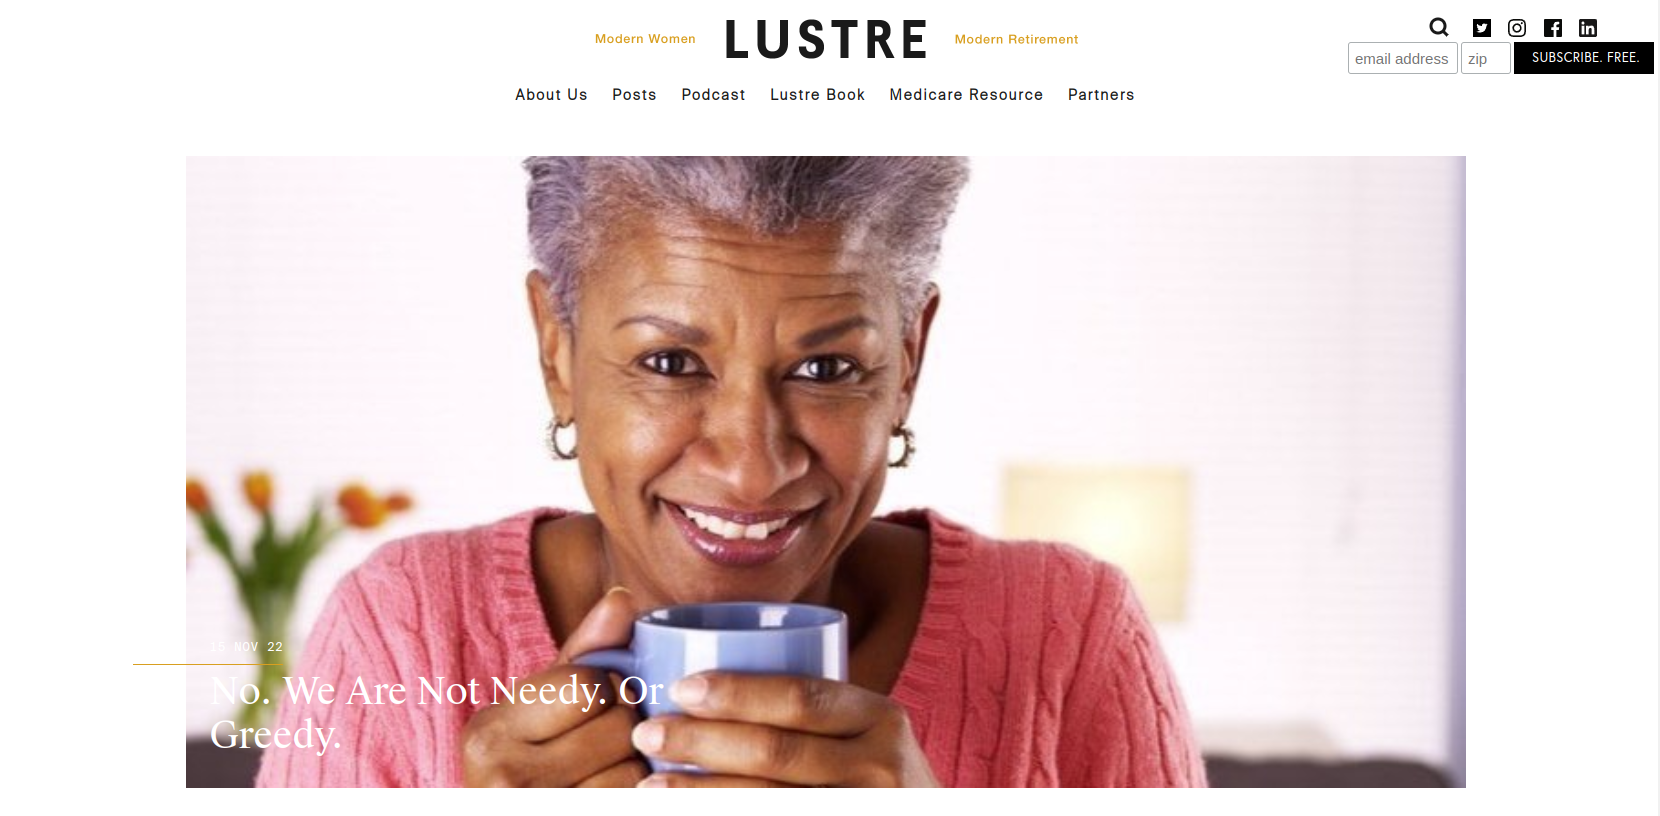 Modern Women
LUSTRE
Modern Retirement
email address
zip
SUBSCRIBE. FREE.
About Us
Posts
Podcast
Lustre Book
Medicare Resource
Partners
15 NOV 22
No. We Are Not Needy. Or
Greedy.